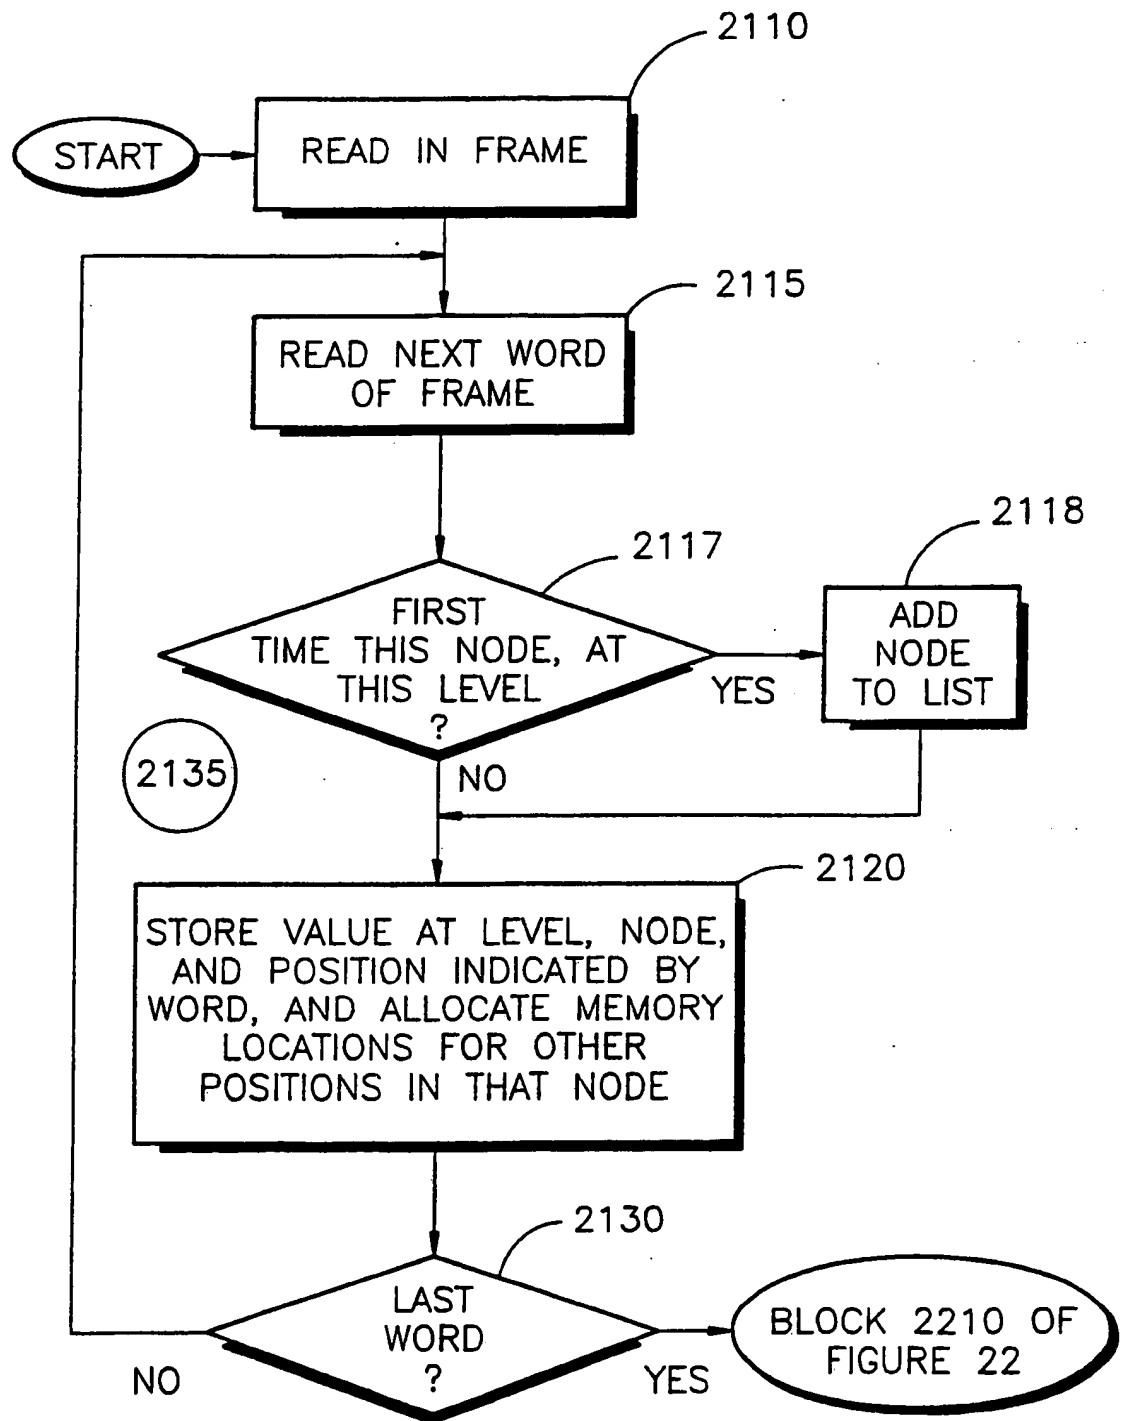 2110
START
READ IN FRAME
2115
READ NEXT WORD
OF FRAME
2117
2118
FIRST
TIME THIS NODE, AT
THIS LEVEL
?
YES
ADD
NODE
TO LIST
2135
NO
2120
STORE VALUE AT LEVEL, NODE,
AND POSITION INDICATED BY
WORD, AND ALLOCATE MEMORY
LOCATIONS FOR OTHER
POSITIONS IN THAT NODE
2130
LAST
WORD
?
NO
YES
BLOCK 2210 OF
FIGURE 22